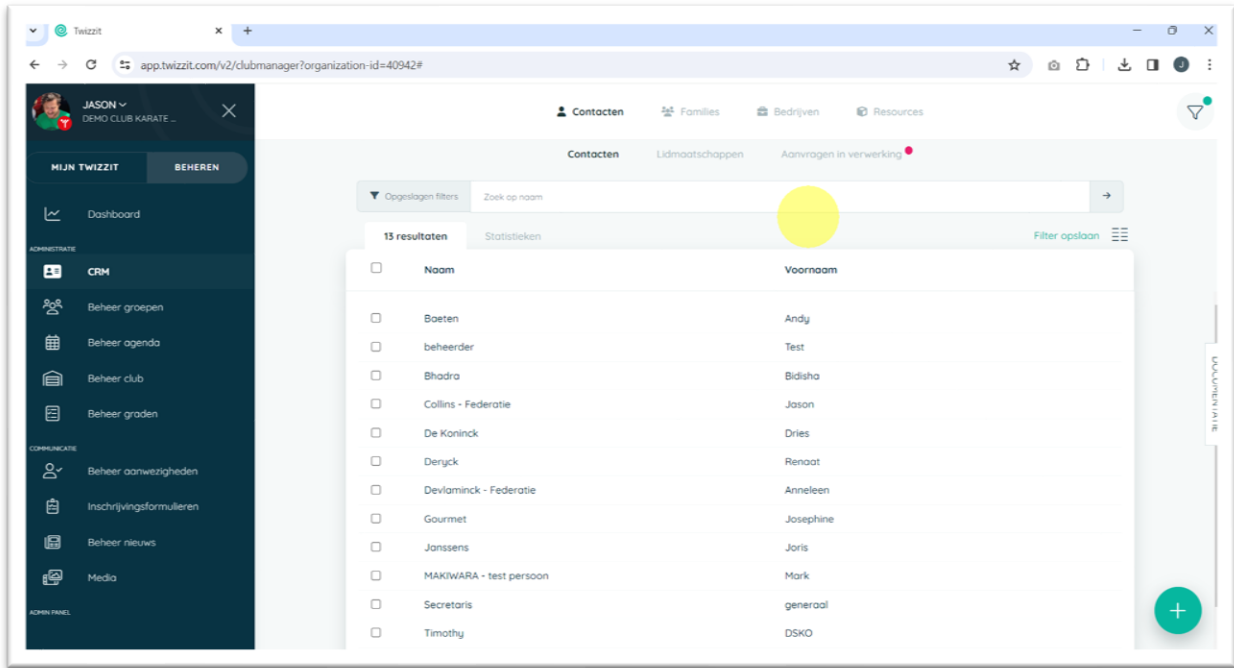 Twizzit
app.twizzit.com/v2/clubmanager?organization-id=40942#
J
JASON
DEMO CLUB KARATE ...
MIJN TWIZZIT BEHEREN
Dashboard
ADMINISTRATIE
CRM
Beheer groepen
Beheer agenda
Beheer club
Beheer graden
COMMUNICATIE
Beheer aanwezigheden
Inschrijvingsformulieren
Beheer nieuws
Media
ADMIN PANEL
Contacten Families Bedrijven Resources
Contacten Lidmaatschappen Aanvragen in verwerking
Opgeslagen filters Zoek op naam
13 resultaten Statistieken Filter opslaan
Naam Voornaam
Baeten Andy
beheerder Test
Bhadra Bidisha
Collins - Federatie Jason
De Koninck Dries
Deryck Renaat
Devlaminck - Federatie Anneleen
Gourmet Josephine
Janssens Joris
MAKIWARA - test persoon Mark
Secretaris generaal
Timothy DSKO
DOCUMENTATIE